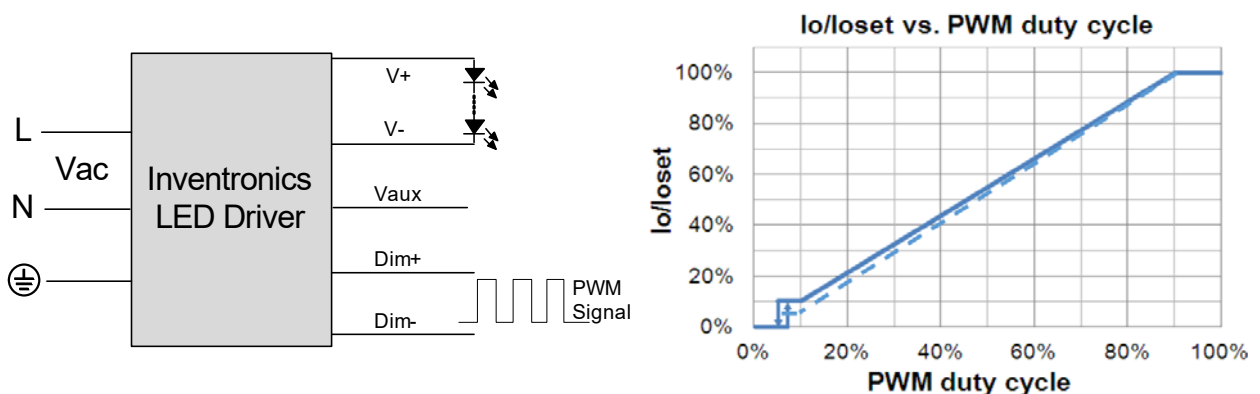 L
Vac
N
Inventronics
LED Driver
V+
V-
Vaux
Dim+
Dim-
PWM
Signal
Io/Ioset vs. PWM duty cycle
Io/Ioset
100%
80%
60%
40%
20%
0%
0% 20% 40% 60% 80% 100%
PWM duty cycle